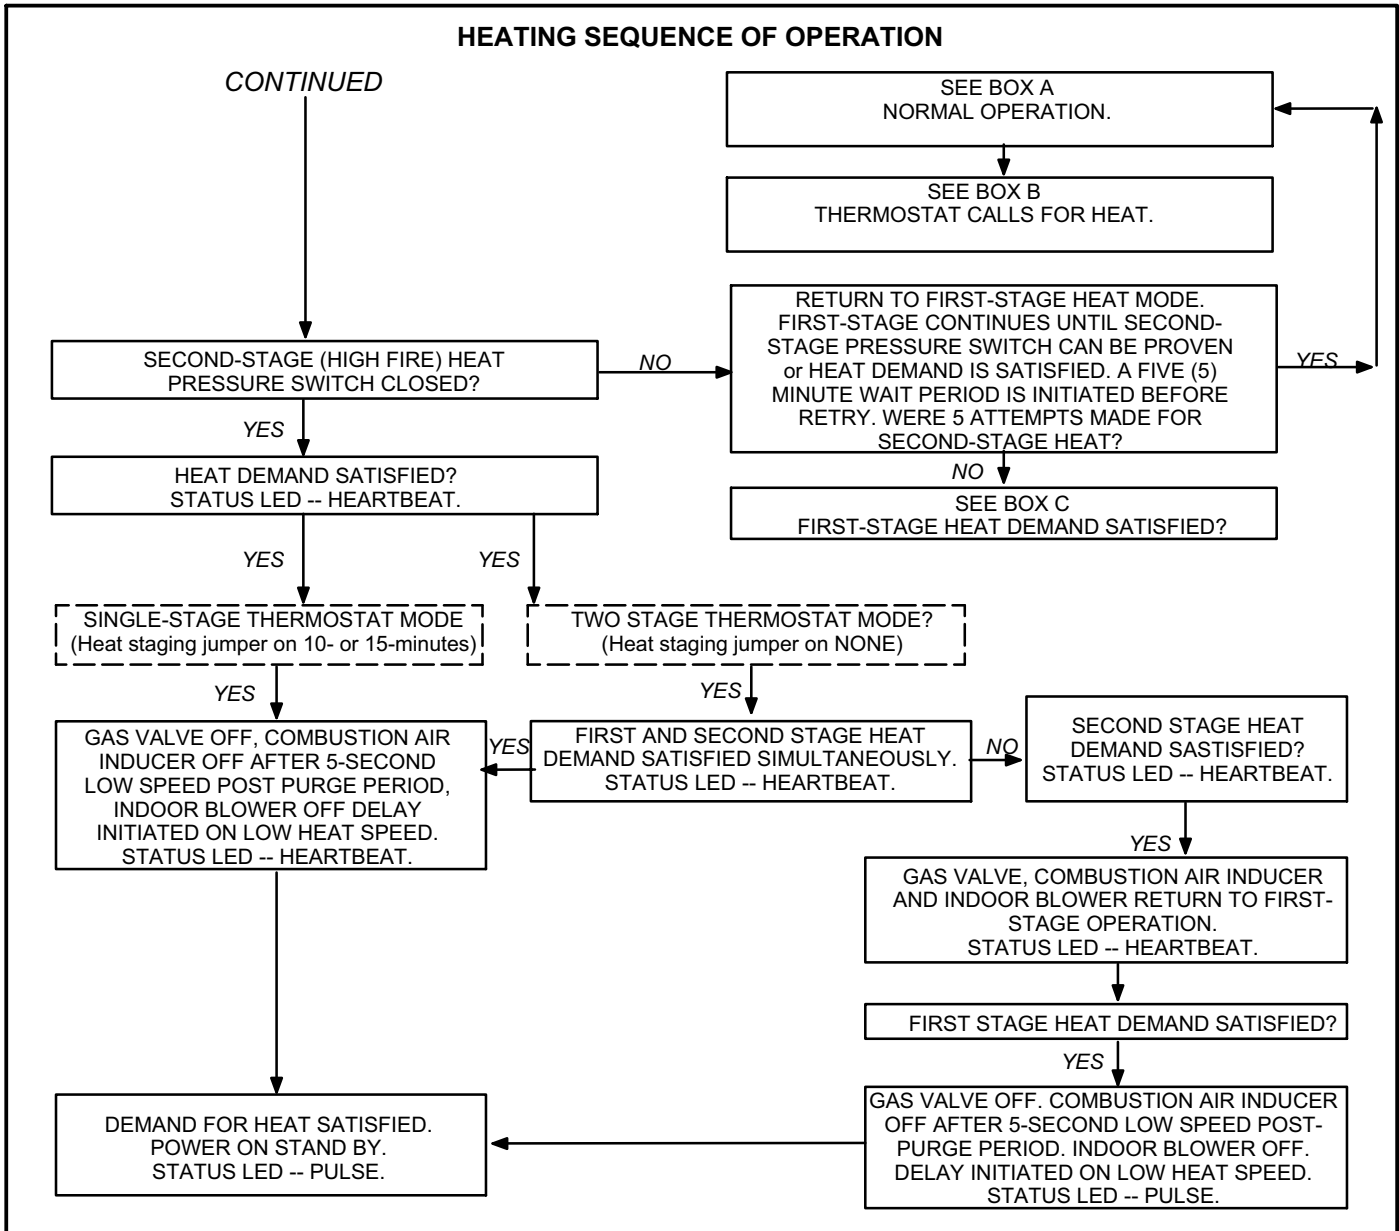 HEATING SEQUENCE OF OPERATION
CONTINUED
SEE BOX A
NORMAL OPERATION.
SEE BOX B
THERMOSTAT CALLS FOR HEAT.
SECOND-STAGE (HIGH FIRE) HEAT
PRESSURE SWITCH CLOSED?
NO
RETURN TO FIRST-STAGE HEAT MODE.
FIRST-STAGE CONTINUES UNTIL SECOND-
STAGE PRESSURE SWITCH CAN BE PROVEN
or HEAT DEMAND IS SATISFIED. A FIVE (5)
MINUTE WAIT PERIOD IS INITIATED BEFORE
RETRY. WERE 5 ATTEMPTS MADE FOR
SECOND-STAGE HEAT?
YES
YES
NO
HEAT DEMAND SATISFIED?
STATUS LED -- HEARTBEAT.
SEE BOX C
FIRST-STAGE HEAT DEMAND SATISFIED?
YES
YES
SINGLE-STAGE THERMOSTAT MODE
(Heat staging jumper on 10- or 15-minutes)
TWO STAGE THERMOSTAT MODE?
(Heat staging jumper on NONE)
YES
YES
GAS VALVE OFF, COMBUSTION AIR
INDUCER OFF AFTER 5-SECOND
LOW SPEED POST PURGE PERIOD,
INDOOR BLOWER OFF DELAY
INITIATED ON LOW HEAT SPEED.
STATUS LED -- HEARTBEAT.
YES
FIRST AND SECOND STAGE HEAT
DEMAND SATISFIED SIMULTANEOUSLY.
STATUS LED -- HEARTBEAT.
NO
SECOND STAGE HEAT
DEMAND SASTISFIED?
STATUS LED -- HEARTBEAT.
YES
GAS VALVE, COMBUSTION AIR INDUCER
AND INDOOR BLOWER RETURN TO FIRST-
STAGE OPERATION.
STATUS LED -- HEARTBEAT.
FIRST STAGE HEAT DEMAND SATISFIED?
YES
DEMAND FOR HEAT SATISFIED.
POWER ON STAND BY.
STATUS LED -- PULSE.
GAS VALVE OFF. COMBUSTION AIR INDUCER
OFF AFTER 5-SECOND LOW SPEED POST-
PURGE PERIOD. INDOOR BLOWER OFF.
DELAY INITIATED ON LOW HEAT SPEED.
STATUS LED -- PULSE.